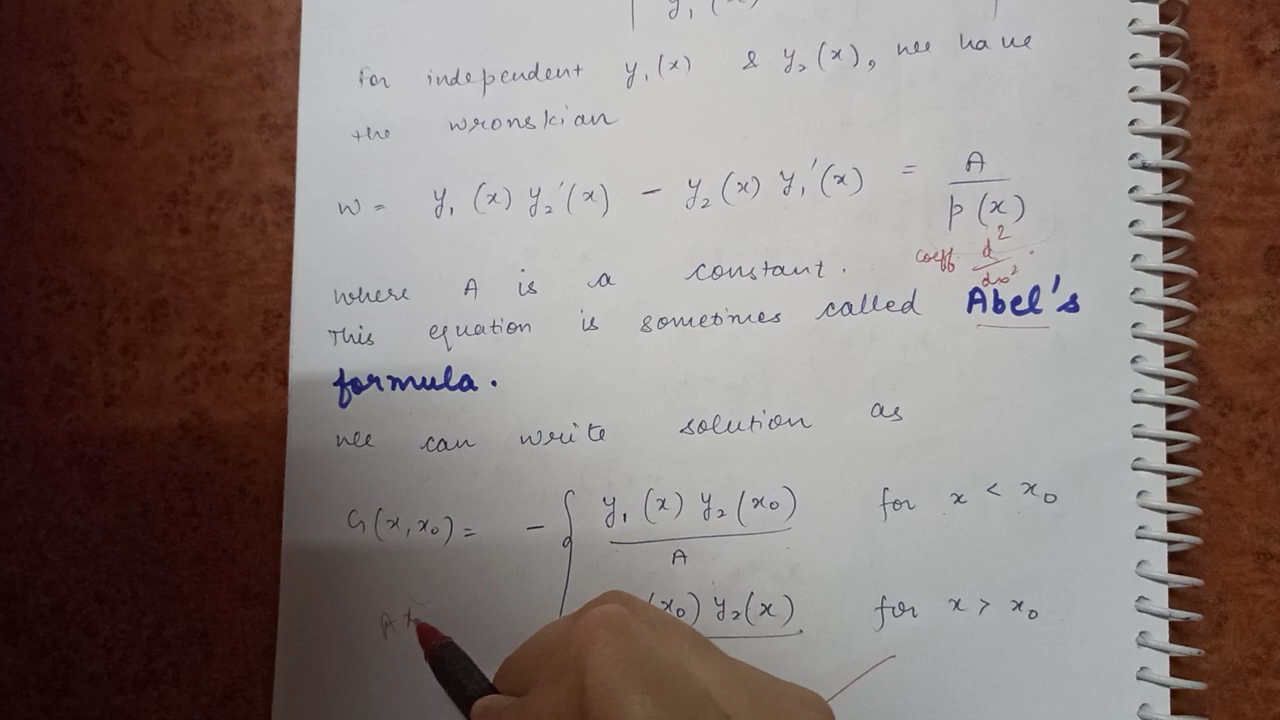 y₁(x)
For independent y₁(x) & y₂(x), we have
the wronskian
W = y₁(x) y₂'(x) - y₂(x) y₁'(x) = A / p(x)
coeff. d²/dx².
where A is a constant.
This equation is sometimes called Abel's
formula.
we can write solution as
G(x, x₀) = - { y₁(x) y₂(x₀) / A for x < x₀
(x₀) y₂(x) for x > x₀
A